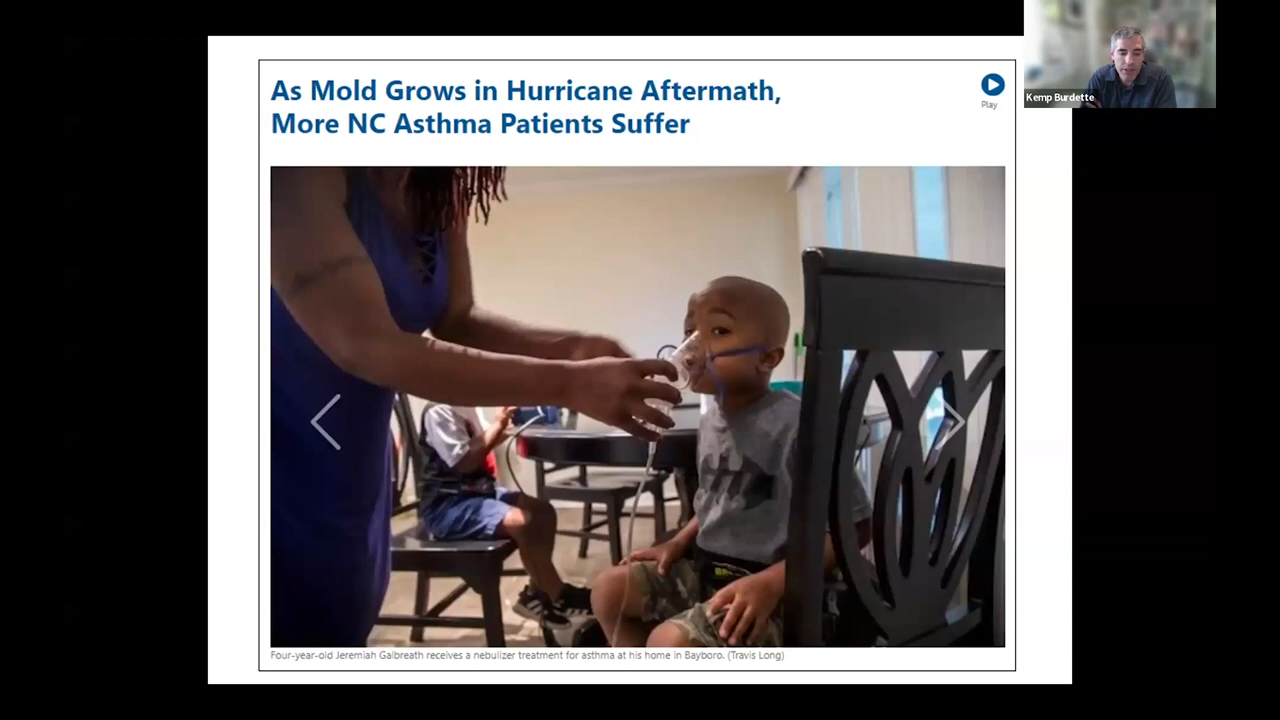 As Mold Grows in Hurricane Aftermath,
More NC Asthma Patients Suffer
Play
Kemp Burdette
Four-year-old Jeremiah Galbreath receives a nebulizer treatment for asthma at his home in Bayboro. (Travis Long)